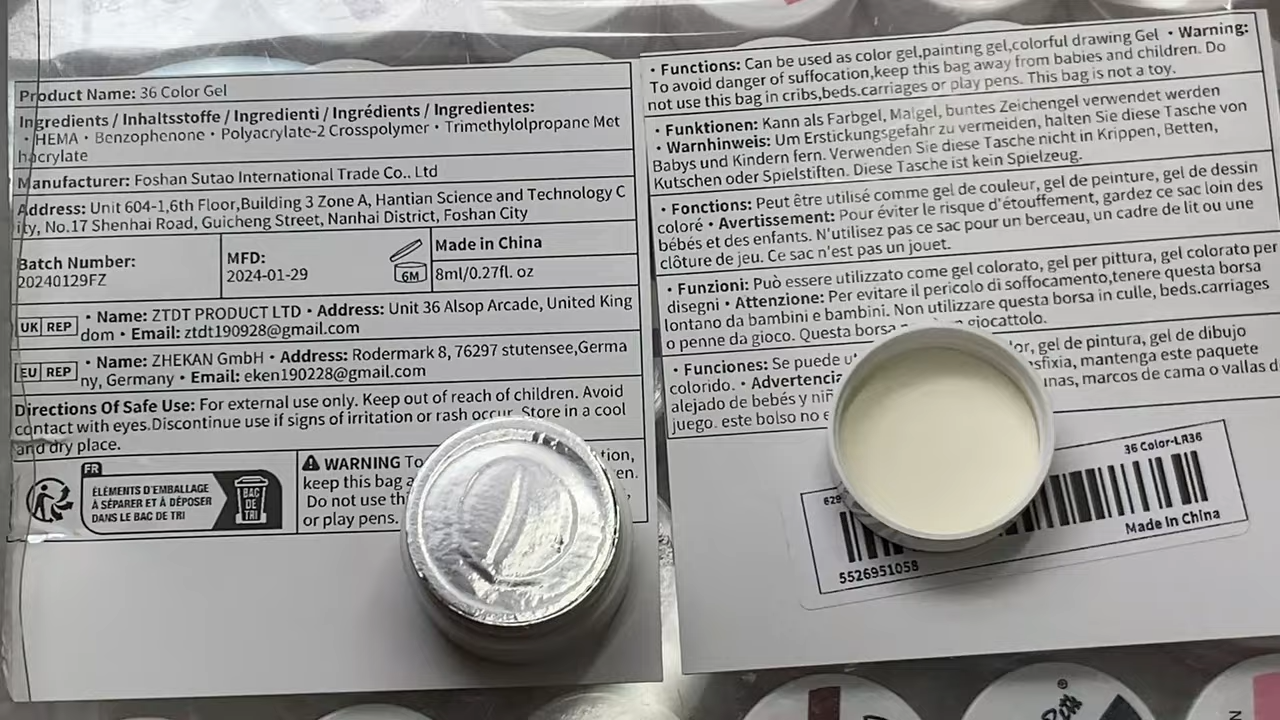 Product Name: 36 Color Gel
Ingredients / Inhaltsstoffe / Ingredienti / Ingrédients / Ingredientes:
• HEMA • Benzophenone • Polyacrylate-2 Crosspolymer • Trimethylolpropane Met
hacrylate
Manufacturer: Foshan Sutao International Trade Co.. Ltd
Address: Unit 604-1,6th Floor,Building 3 Zone A, Hantian Science and Technology C
ity, No.17 Shenhai Road, Guicheng Street, Nanhai District, Foshan City
Batch Number:
20240129FZ
MFD:
2024-01-29
6M
Made in China
8ml/0.27fl. oz
UK REP
• Name: ZTDT PRODUCT LTD • Address: Unit 36 Alsop Arcade, United King
dom • Email: ztdt190928@gmail.com
EU REP
• Name: ZHEKAN GmbH • Address: Rodermark 8, 76297 stutensee,Germa
ny, Germany • Email: eken190228@gmail.com
Directions Of Safe Use: For external use only. Keep out of reach of children. Avoid
contact with eyes.Discontinue use if signs of irritation or rash occur. Store in a cool
and dry place.
FR
ÉLÉMENTS D'EMBALLAGE
À SÉPARER ET À DÉPOSER
DANS LE BAC DE TRI
BAC
DE
TRI
WARNING To tion,
keep this bag a en.
Do not use th
or play pens.
• Functions: Can be used as color gel,painting gel,colorful drawing Gel • Warning:
To avoid danger of suffocation,keep this bag away from babies and children. Do
not use this bag in cribs,beds.carriages or play pens. This bag is not a toy.
• Funktionen: Kann als Farbgel, Malgel, buntes Zeichengel verwendet werden
• Warnhinweis: Um Erstickungsgefahr zu vermeiden, halten Sie diese Tasche von
Babys und Kindern fern. Verwenden Sie diese Tasche nicht in Krippen, Betten,
Kutschen oder Spielstiften. Diese Tasche ist kein Spielzeug.
• Fonctions: Peut être utilisé comme gel de couleur, gel de peinture, gel de dessin
coloré • Avertissement: Pour éviter le risque d'étouffement, gardez ce sac loin des
bébés et des enfants. N'utilisez pas ce sac pour un berceau, un cadre de lit ou une
clôture de jeu. Ce sac n'est pas un jouet.
• Funzioni: Può essere utilizzato come gel colorato, gel per pittura, gel colorato per
disegni • Attenzione: Per evitare il pericolo di soffocamento,tenere questa borsa
lontano da bambini e bambini. Non utilizzare questa borsa in culle, beds.carriages
o penne da gioco. Questa borsa giocattolo.
• Funciones: Se puede u lor, gel de pintura, gel de dibujo
colorido. • Advertencia sfixia, mantenga este paquete
alejado de bebés y niñ unas, marcos de cama o vallas d
juego. este bolso no e
36 Color-LR36
629
5526951058
Made In China